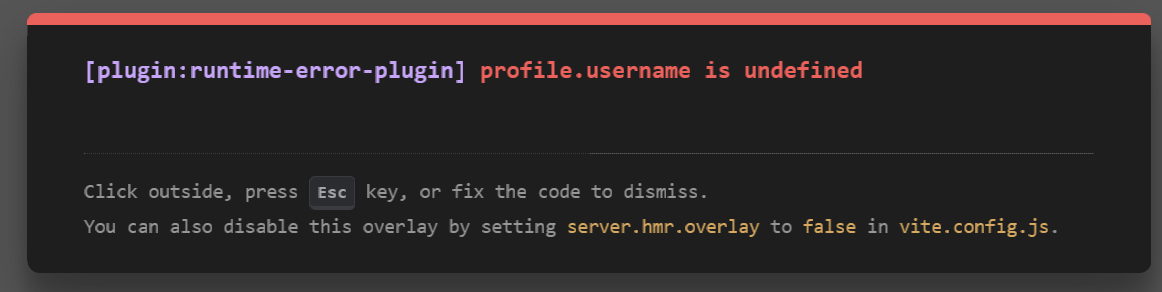 [plugin:runtime-error-plugin] profile.username is undefined
Click outside, press Esc key, or fix the code to dismiss.
You can also disable this overlay by setting server.hmr.overlay to false in vite.config.js.